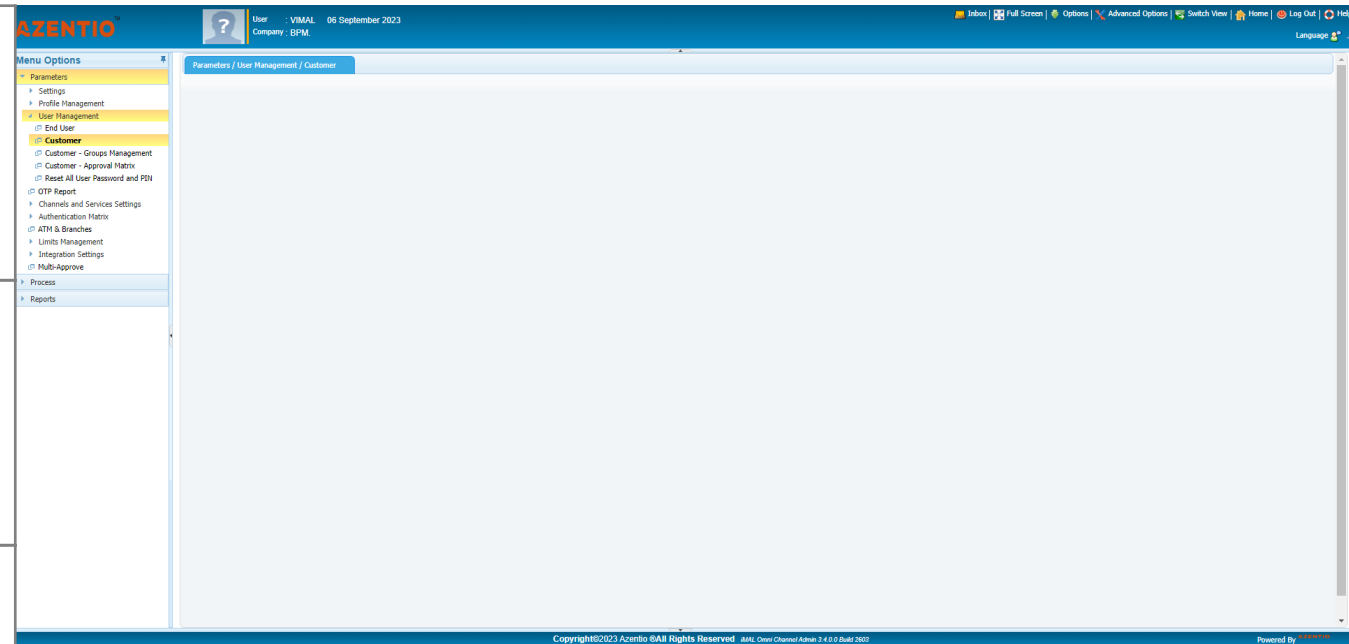 AZENTIO
?
User : VIMAL 06 September 2023
Company : BPM.
Inbox | Full Screen | Options | Advanced Options | Switch View | Home | Log Out | Hel
Language
Menu Options
Parameters / User Management / Customer
Parameters
Settings
Profile Management
User Management
End User
Customer
Customer - Groups Management
Customer - Approval Matrix
Reset All User Password and PIN
OTP Report
Channels and Services Settings
Authentication Matrix
ATM & Branches
Limits Management
Integration Settings
Multi-Approve
Process
Reports
Copyright©2023 Azentio ®All Rights Reserved iMAL Omni Channel Admin 3.4.0.0 Build 2603
Powered By AZENTIO